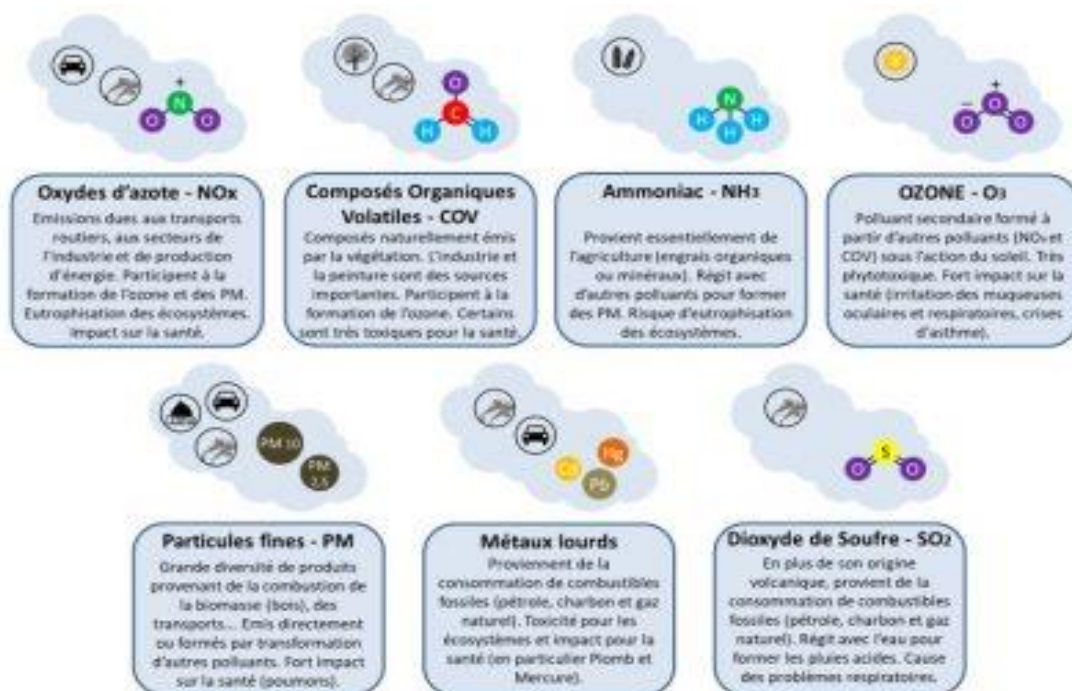 N
O
O
O
C
H
H
N
H
H
H
O
O
O
Oxydes d'azote - NOx
Emissions dues aux transports
routiers, aux secteurs de
l'industrie et de production
d'énergie. Participent à la
formation de l'ozone et des PM.
Eutrophisation des écosystèmes.
Impact sur la santé.
Composés Organiques
Volatiles - COV
Composés naturellement émis
par la végétation. L'industrie et
la peinture sont des sources
importantes. Participent à la
formation de l'ozone. Certains
sont très toxiques pour la santé.
Ammoniac - NH3
Provient essentiellement de
l'agriculture (engrais organiques
ou minéraux). Régit avec
d'autres polluants pour former
des PM. Risque d'eutrophisation
des écosystèmes.
OZONE - O3
Polluant secondaire formé à
partir d'autres polluants (NOx et
COV) sous l'action du soleil. Très
phytotoxique. Fort impact sur la
santé (irritation des muqueuses
oculaires et respiratoires, crises
d'asthme).
PM 10
PM
2,5
Hg
Cd
Pb
S
O
O
Particules fines - PM
Grande diversité de produits
provenant de la combustion de
la biomasse (bois), des
transports... Emis directement
ou formés par transformation
d'autres polluants. Fort impact
sur la santé (poumons).
Métaux lourds
Proviennent de la
consommation de combustibles
fossiles (pétrole, charbon et gaz
naturel). Toxicité pour les
écosystèmes et impact pour la
santé (en particulier Plomb et
Mercure).
Dioxyde de Soufre - SO2
En plus de son origine
volcanique, provient de la
consommation de combustibles
fossiles (pétrole, charbon et gaz
naturel). Régit avec l'eau pour
former les pluies acides. Cause
des problèmes respiratoires.